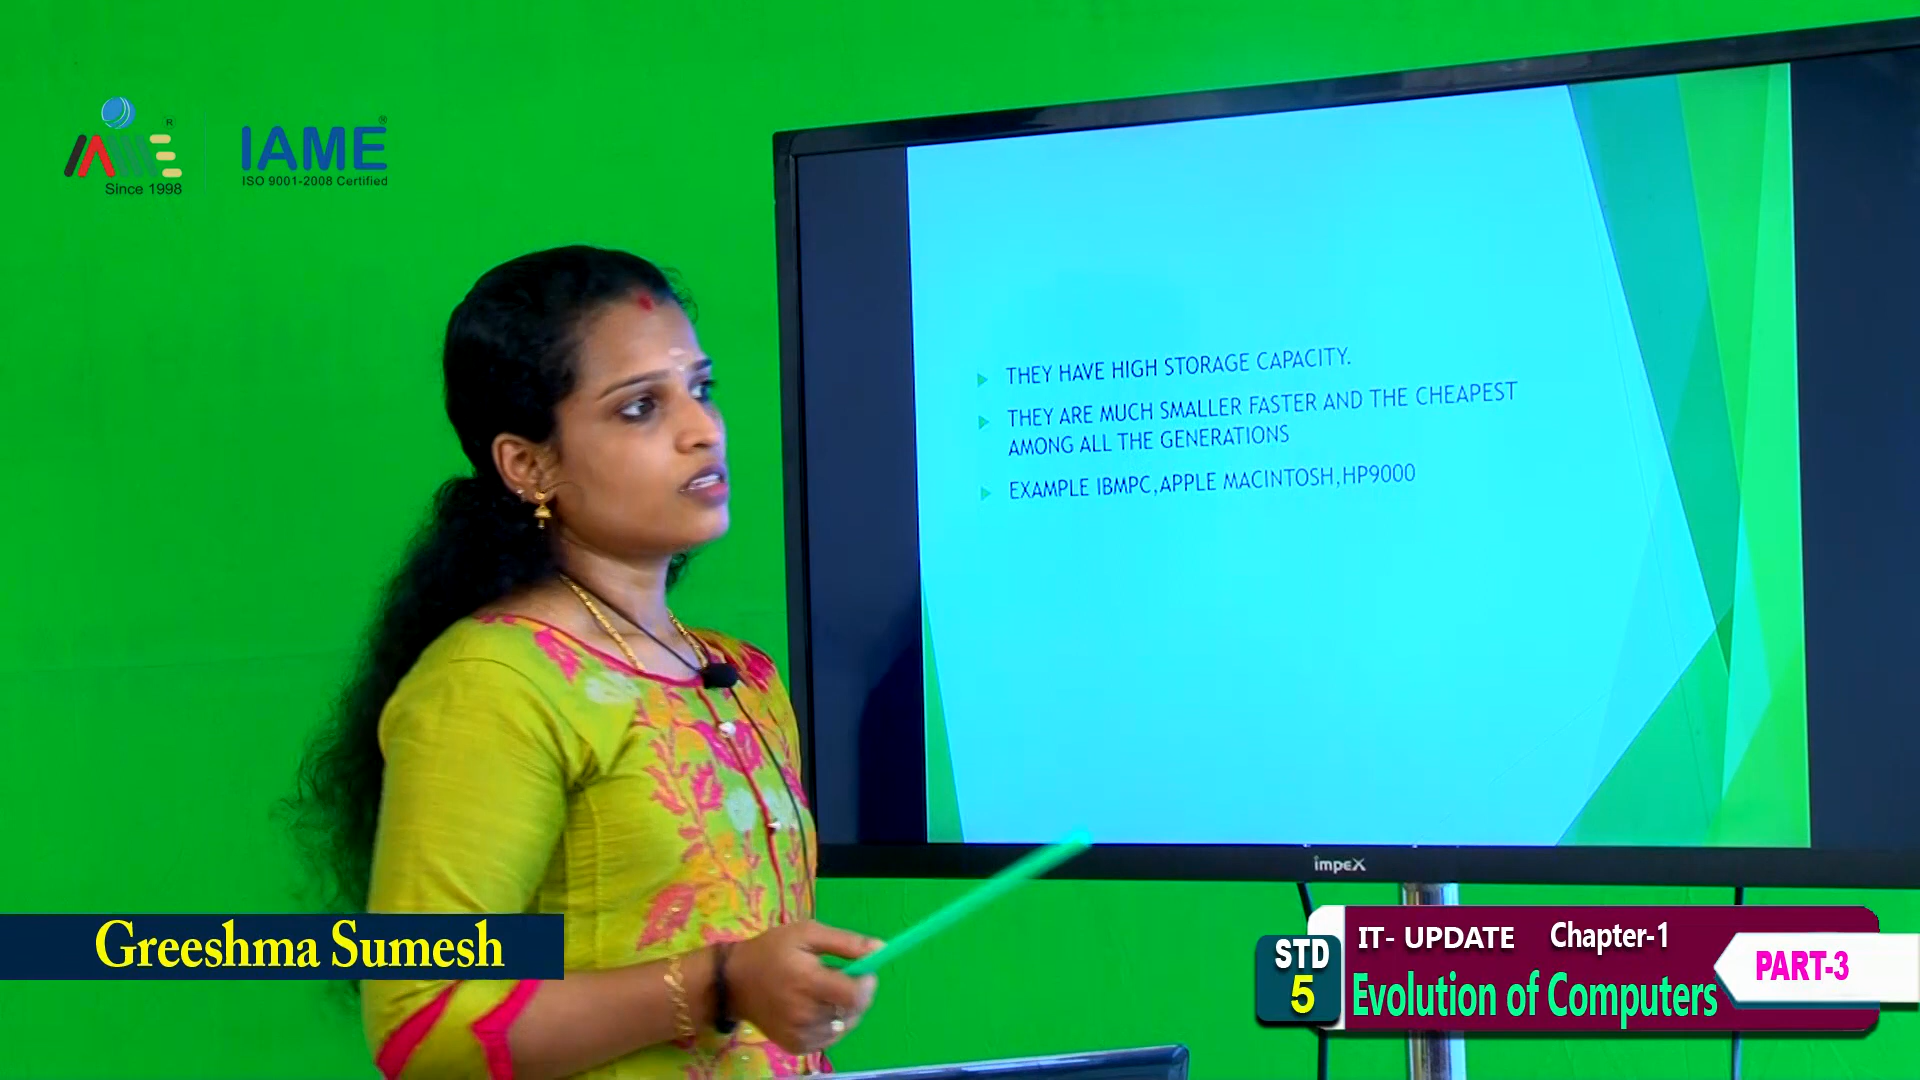 R
AIME
Since 1998
IAME
®
ISO 9001-2008 Certified
THEY HAVE HIGH STORAGE CAPACITY.
THEY ARE MUCH SMALLER FASTER AND THE CHEAPEST
AMONG ALL THE GENERATIONS
EXAMPLE IBMPC,APPLE MACINTOSH,HP9000
impex
Greeshma Sumesh
STD
5
IT- UPDATE Chapter-1
Evolution of Computers
PART-3